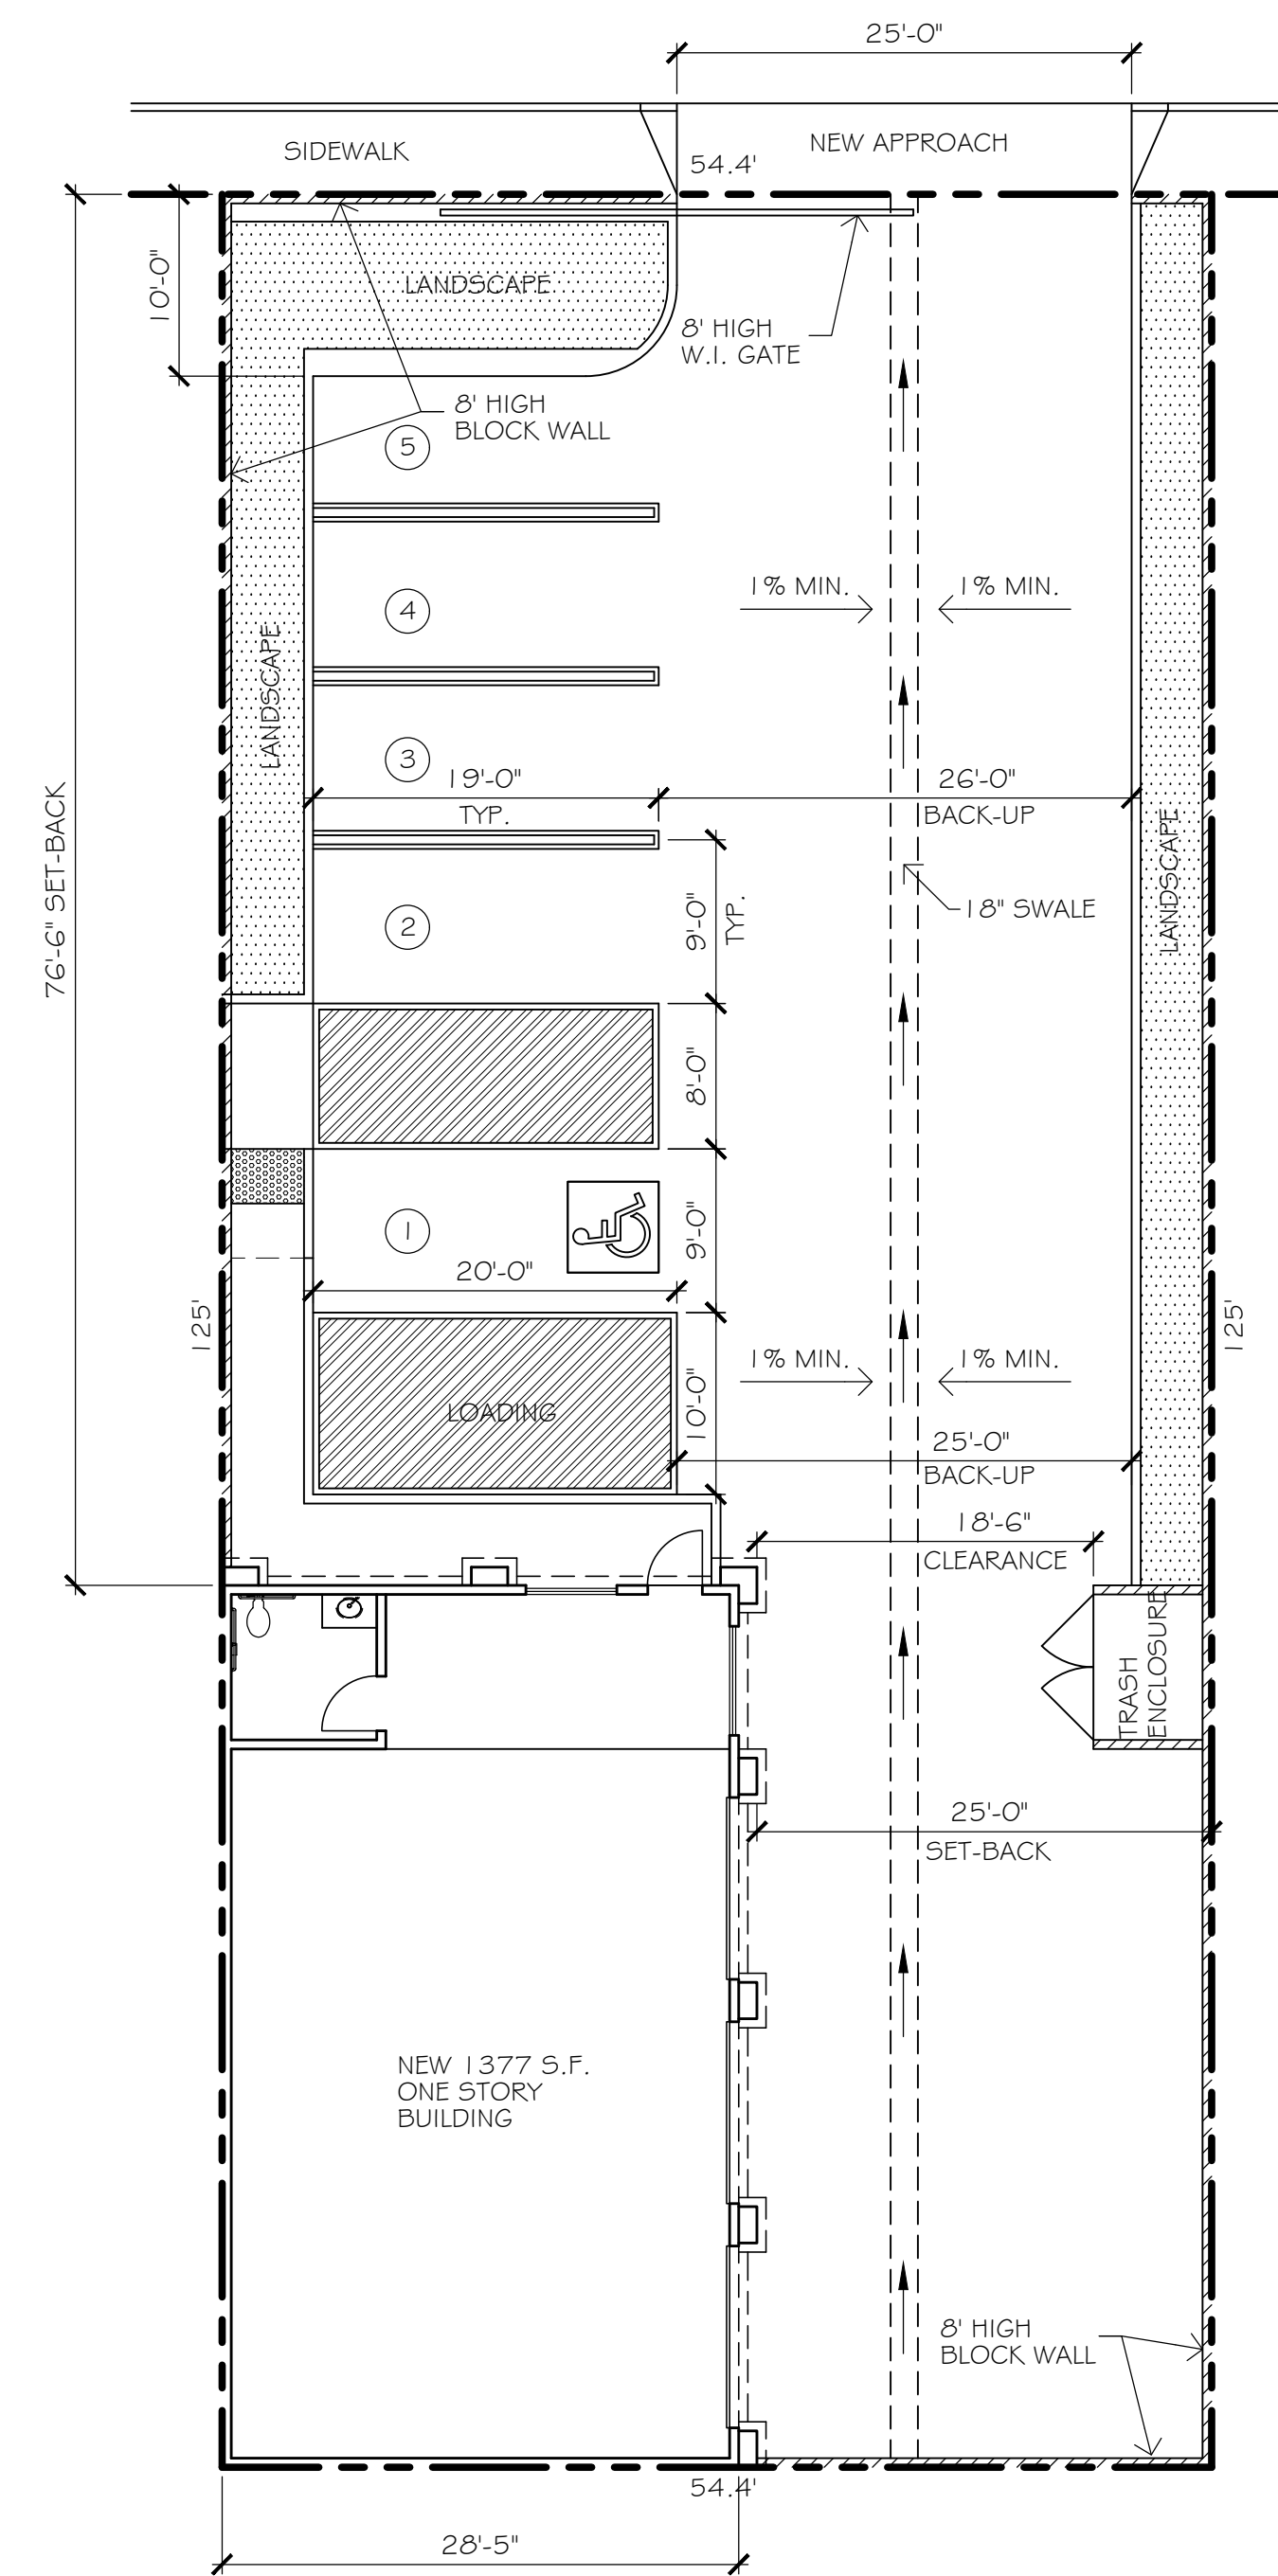 25'-0"
SIDEWALK
NEW APPROACH
54.4'
10'-0"
LANDSCAPE
8' HIGH
W.I. GATE
8' HIGH
BLOCK WALL
5
1% MIN.
1% MIN.
4
LANDSCAPE
3
19'-0"
TYP.
26'-0"
BACK-UP
76'-6" SET-BACK
LANDSCAPE
2
9'-0"
TYP.
18" SWALE
8'-0"
1
9'-0"
20'-0"
125'
125'
1% MIN.
1% MIN.
LOADING
10'-0"
25'-0"
BACK-UP
18'-6"
CLEARANCE
TRASH
ENCLOSURE
25'-0"
SET-BACK
NEW 1377 S.F.
ONE STORY
BUILDING
8' HIGH
BLOCK WALL
54.4'
28'-5"